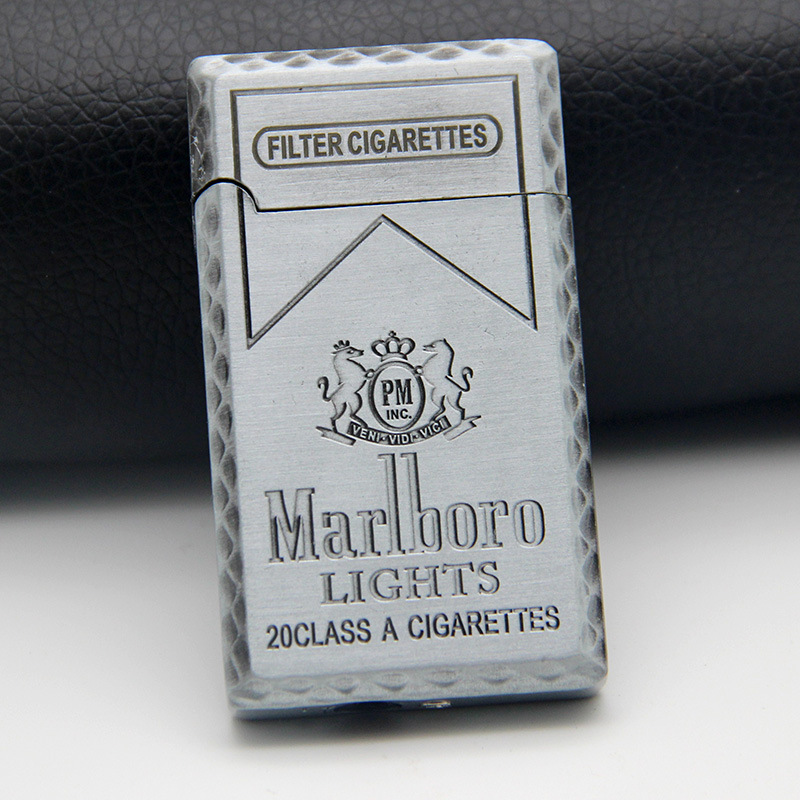 FILTER CIGARETTES
PM
INC.
VENI·VIDI·VICI
Marlboro
LIGHTS
20CLASS A CIGARETTES